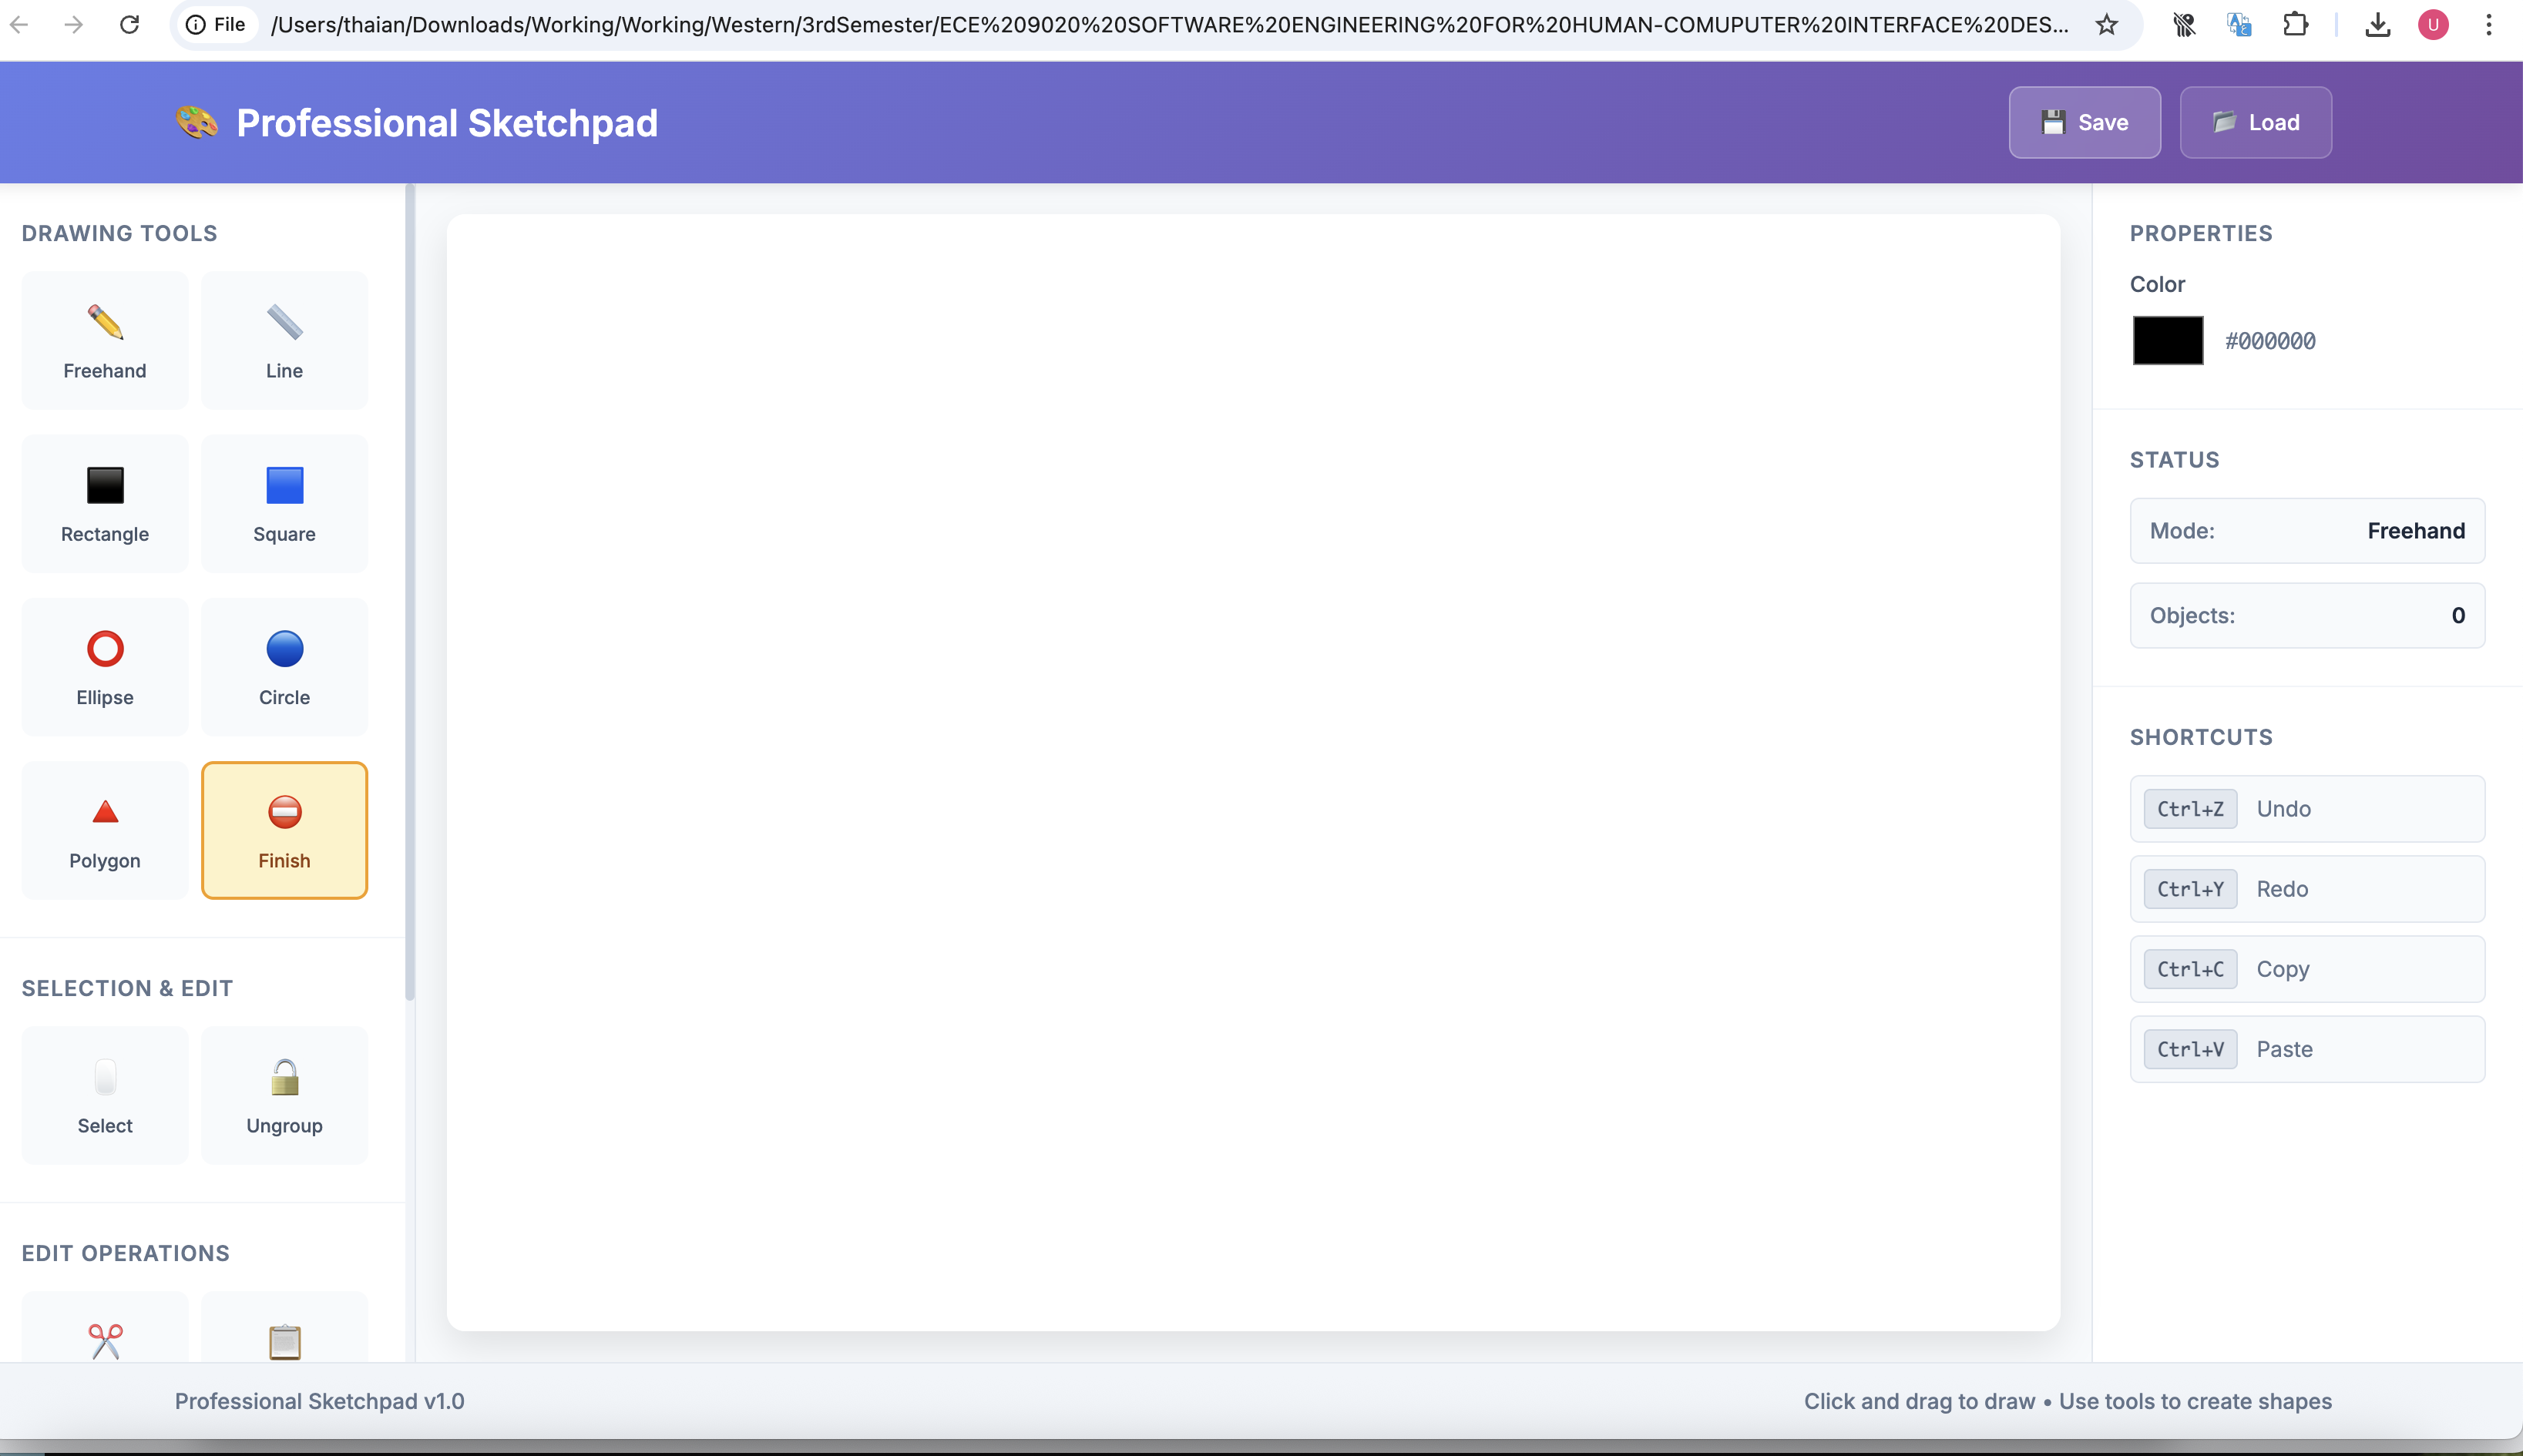 File /Users/thaian/Downloads/Working/Working/Western/3rdSemester/ECE%209020%20SOFTWARE%20ENGINEERING%20FOR%20HUMAN-COMUPUTER%20INTERFACE%20DES... U
Professional Sketchpad
Save Load
DRAWING TOOLS
Freehand Line
Rectangle Square
Ellipse Circle
Polygon Finish
SELECTION & EDIT
Select Ungroup
EDIT OPERATIONS
PROPERTIES
Color
#000000
STATUS
Mode: Freehand
Objects: 0
SHORTCUTS
Ctrl+Z Undo
Ctrl+Y Redo
Ctrl+C Copy
Ctrl+V Paste
Professional Sketchpad v1.0
Click and drag to draw • Use tools to create shapes